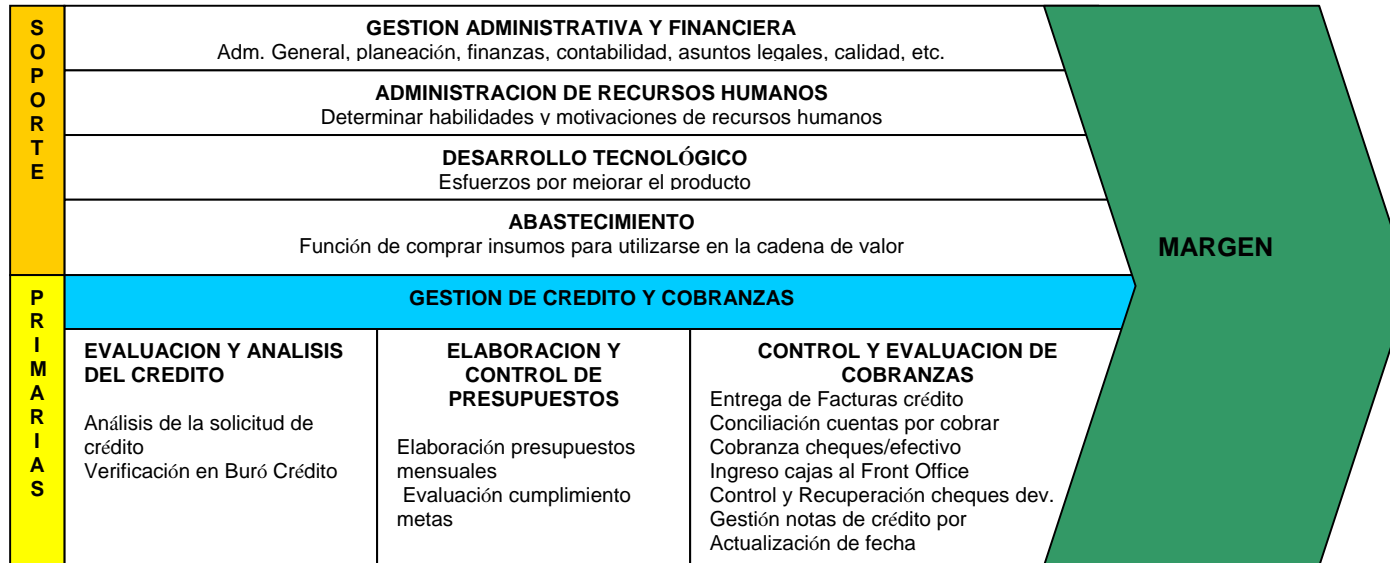 SOPORTE
GESTION ADMINISTRATIVA Y FINANCIERA
Adm. General, planeación, finanzas, contabilidad, asuntos legales, calidad, etc.
ADMINISTRACION DE RECURSOS HUMANOS
Determinar habilidades y motivaciones de recursos humanos
DESARROLLO TECNOLÓGICO
Esfuerzos por mejorar el producto
ABASTECIMIENTO
Función de comprar insumos para utilizarse en la cadena de valor
MARGEN
PRIMARIAS
GESTION DE CREDITO Y COBRANZAS
EVALUACION Y ANALISIS
DEL CREDITO
Análisis de la solicitud de
crédito
Verificación en Buró Crédito
ELABORACION Y
CONTROL DE
PRESUPUESTOS
Elaboración presupuestos
mensuales
Evaluación cumplimiento
metas
CONTROL Y EVALUACION DE
COBRANZAS
Entrega de Facturas crédito
Conciliación cuentas por cobrar
Cobranza cheques/efectivo
Ingreso cajas al Front Office
Control y Recuperación cheques dev.
Gestión notas de crédito por
Actualización de fecha